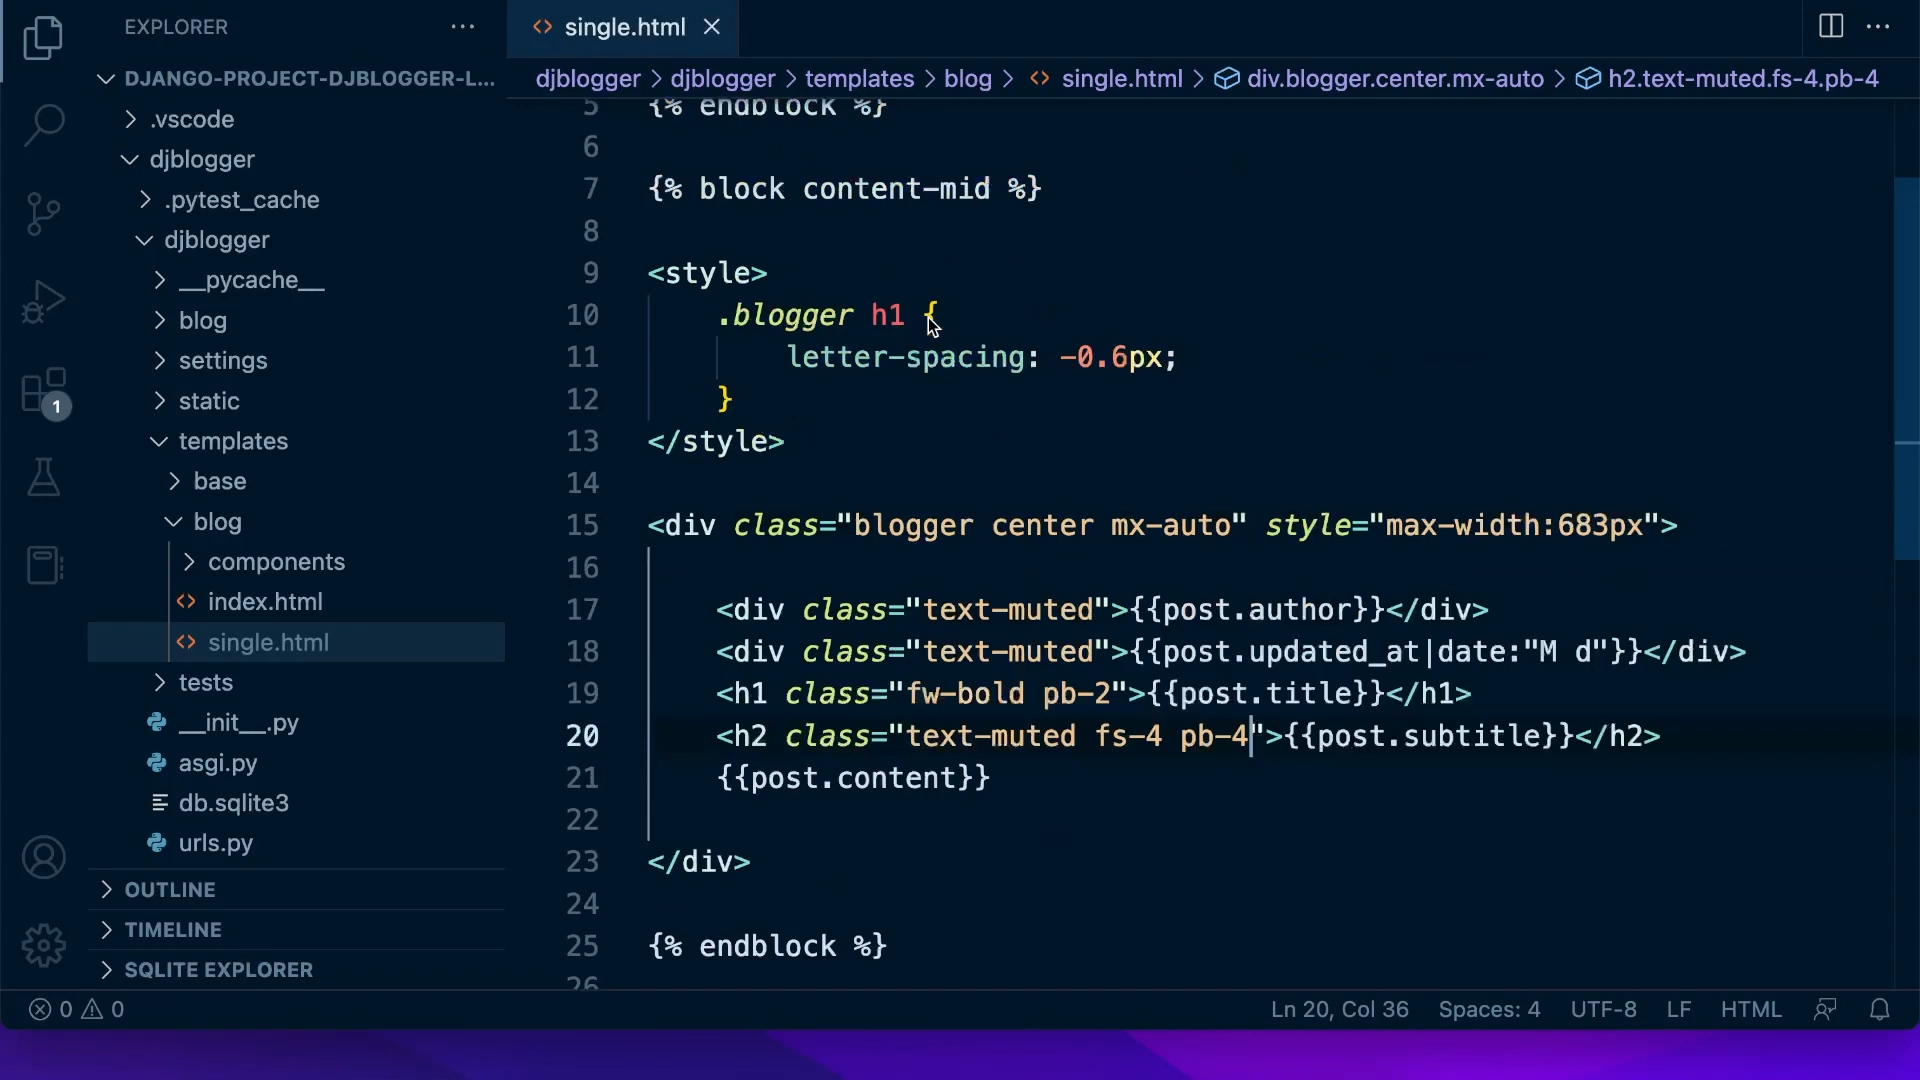 EXPLORER
DJANGO-PROJECT-DJBLOGGER-L...
.vscode
djblogger
.pytest_cache
djblogger
__pycache__
blog
settings
static
templates
base
blog
components
index.html
single.html
tests
__init__.py
asgi.py
db.sqlite3
urls.py
OUTLINE
TIMELINE
SQLITE EXPLORER
1
single.html
djblogger > djblogger > templates > blog > single.html > div.blogger.center.mx-auto > h2.text-muted.fs-4.pb-4
5 {% endblock %}
6
7 {% block content-mid %}
8
9 <style>
10 .blogger h1 {
11 letter-spacing: -0.6px;
12 }
13 </style>
14
15 <div class="blogger center mx-auto" style="max-width:683px">
16
17 <div class="text-muted">{{post.author}}</div>
18 <div class="text-muted">{{post.updated_at|date:"M d"}}</div>
19 <h1 class="fw-bold pb-2">{{post.title}}</h1>
20 <h2 class="text-muted fs-4 pb-4">{{post.subtitle}}</h2>
21 {{post.content}}
22
23 </div>
24
25 {% endblock %}
26
0 0 Ln 20, Col 36 Spaces: 4 UTF-8 LF HTML